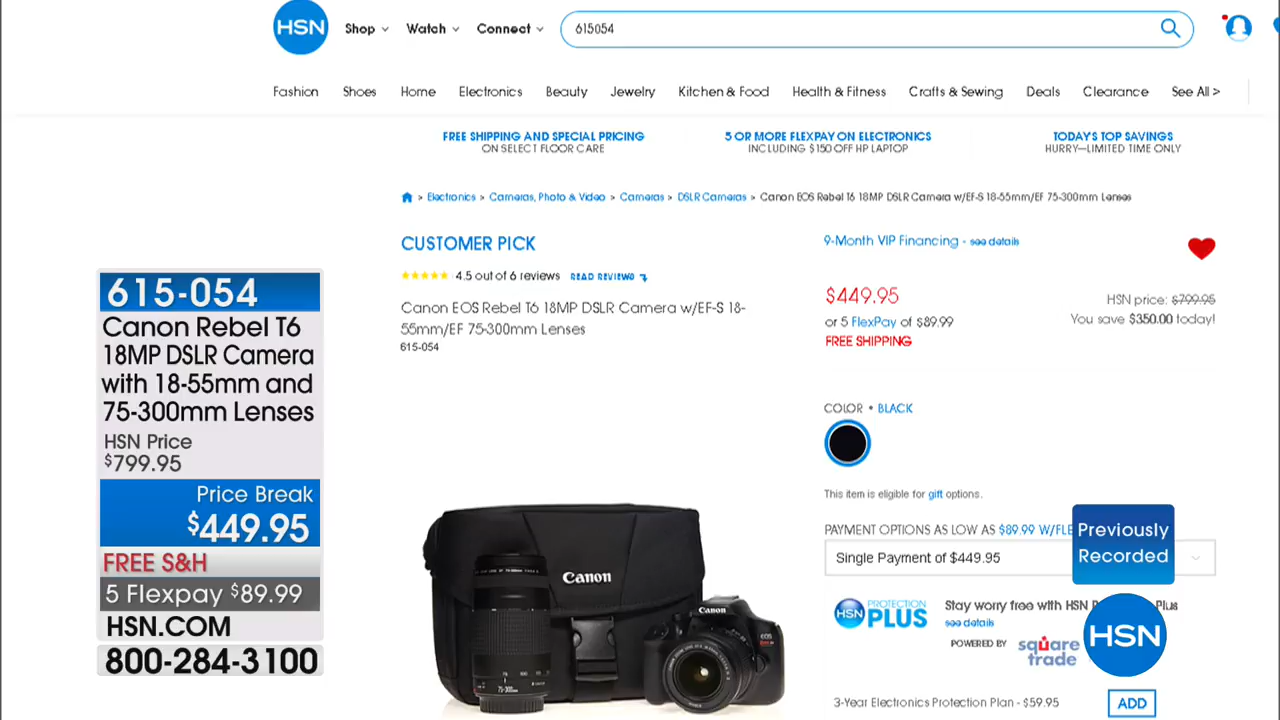 HSN
Shop
Watch
Connect
615054
Fashion
Shoes
Home
Electronics
Beauty
Jewelry
Kitchen & Food
Health & Fitness
Crafts & Sewing
Deals
Clearance
See All >
FREE SHIPPING AND SPECIAL PRICING
ON SELECT FLOOR CARE
5 OR MORE FLEXPAY ON ELECTRONICS
INCLUDING $150 OFF HP LAPTOP
TODAY'S TOP SAVINGS
HURRY—LIMITED TIME ONLY
> Electronics > Cameras, Photo & Video > Cameras > DSLR Cameras > Canon EOS Rebel T6 18MP DSLR Camera w/EF-S 18-55mm/EF 75-300mm Lenses
CUSTOMER PICK
4.5 out of 6 reviews READ REVIEWS
Canon EOS Rebel T6 18MP DSLR Camera w/EF-S 18-
55mm/EF 75-300mm Lenses
615-054
9-Month VIP Financing - see details
$449.95
or 5 FlexPay of $89.99
FREE SHIPPING
HSN price: $799.95
You save $350.00 today!
COLOR • BLACK
This item is eligible for gift options.
PAYMENT OPTIONS AS LOW AS $89.99 W/FLE
Single Payment of $449.95
Previously
Recorded
HSN PROTECTION
PLUS
Stay worry free with HSN P Plus
see details
POWERED BY
square
trade
HSN
3-Year Electronics Protection Plan - $59.95
ADD
615-054
Canon Rebel T6
18MP DSLR Camera
with 18-55mm and
75-300mm Lenses
HSN Price
$799.95
Price Break
$449.95
FREE S&H
5 Flexpay $89.99
HSN.COM
800-284-3100
Canon
Canon
EOS
75-300mm